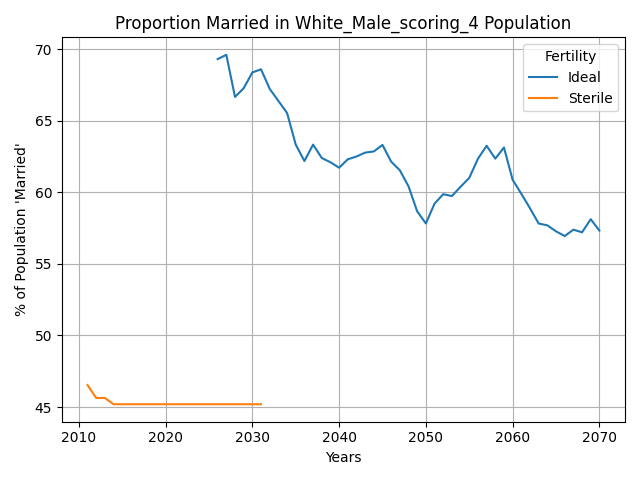 Proportion Married in White_Male_scoring_4 Population
Fertility
Ideal
Sterile
% of Population 'Married'
70
65
60
55
50
45
2010
2020
2030
2040
2050
2060
2070
Years